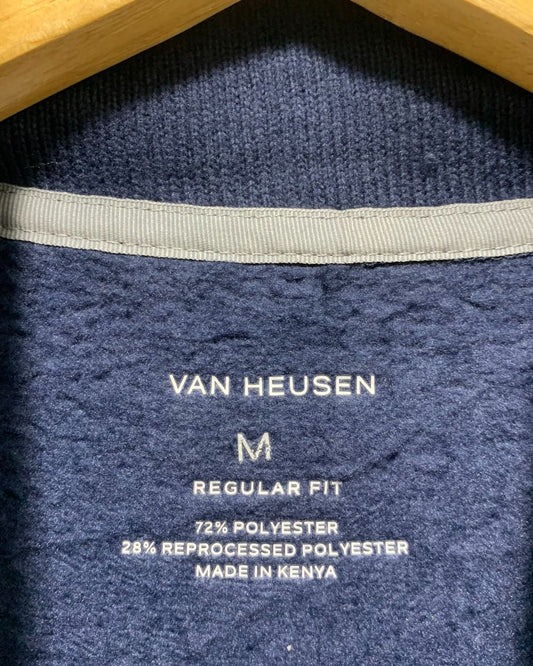 VAN HEUSEN
M
REGULAR FIT
72% POLYESTER
28% REPROCESSED POLYESTER
MADE IN KENYA